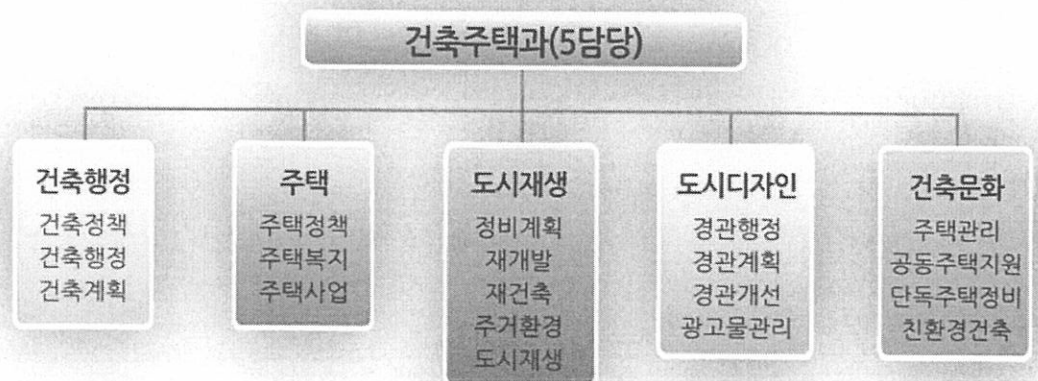 건축주택과(5담당)
건축행정
건축정책
건축행정
건축계획
주택
주택정책
주택복지
주택사업
도시재생
정비계획
재개발
재건축
주거환경
도시재생
도시디자인
경관행정
경관계획
경관개선
광고물관리
건축문화
주택관리
공동주택지원
단독주택정비
친환경건축